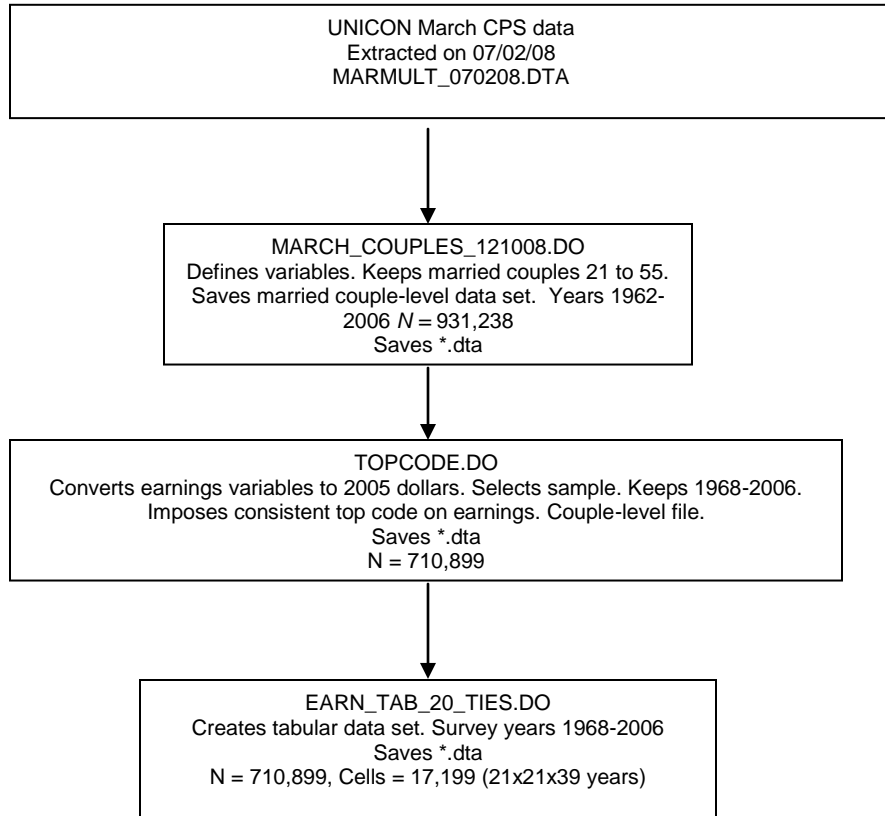 UNICON March CPS data
Extracted on 07/02/08
MARMULT_070208.DTA
MARCH_COUPLES_121008.DO
Defines variables. Keeps married couples 21 to 55.
Saves married couple-level data set. Years 1962-
2006 N = 931,238
Saves *.dta
TOPCODE.DO
Converts earnings variables to 2005 dollars. Selects sample. Keeps 1968-2006.
Imposes consistent top code on earnings. Couple-level file.
Saves *.dta
N = 710,899
EARN_TAB_20_TIES.DO
Creates tabular data set. Survey years 1968-2006
Saves *.dta
N = 710,899, Cells = 17,199 (21x21x39 years)